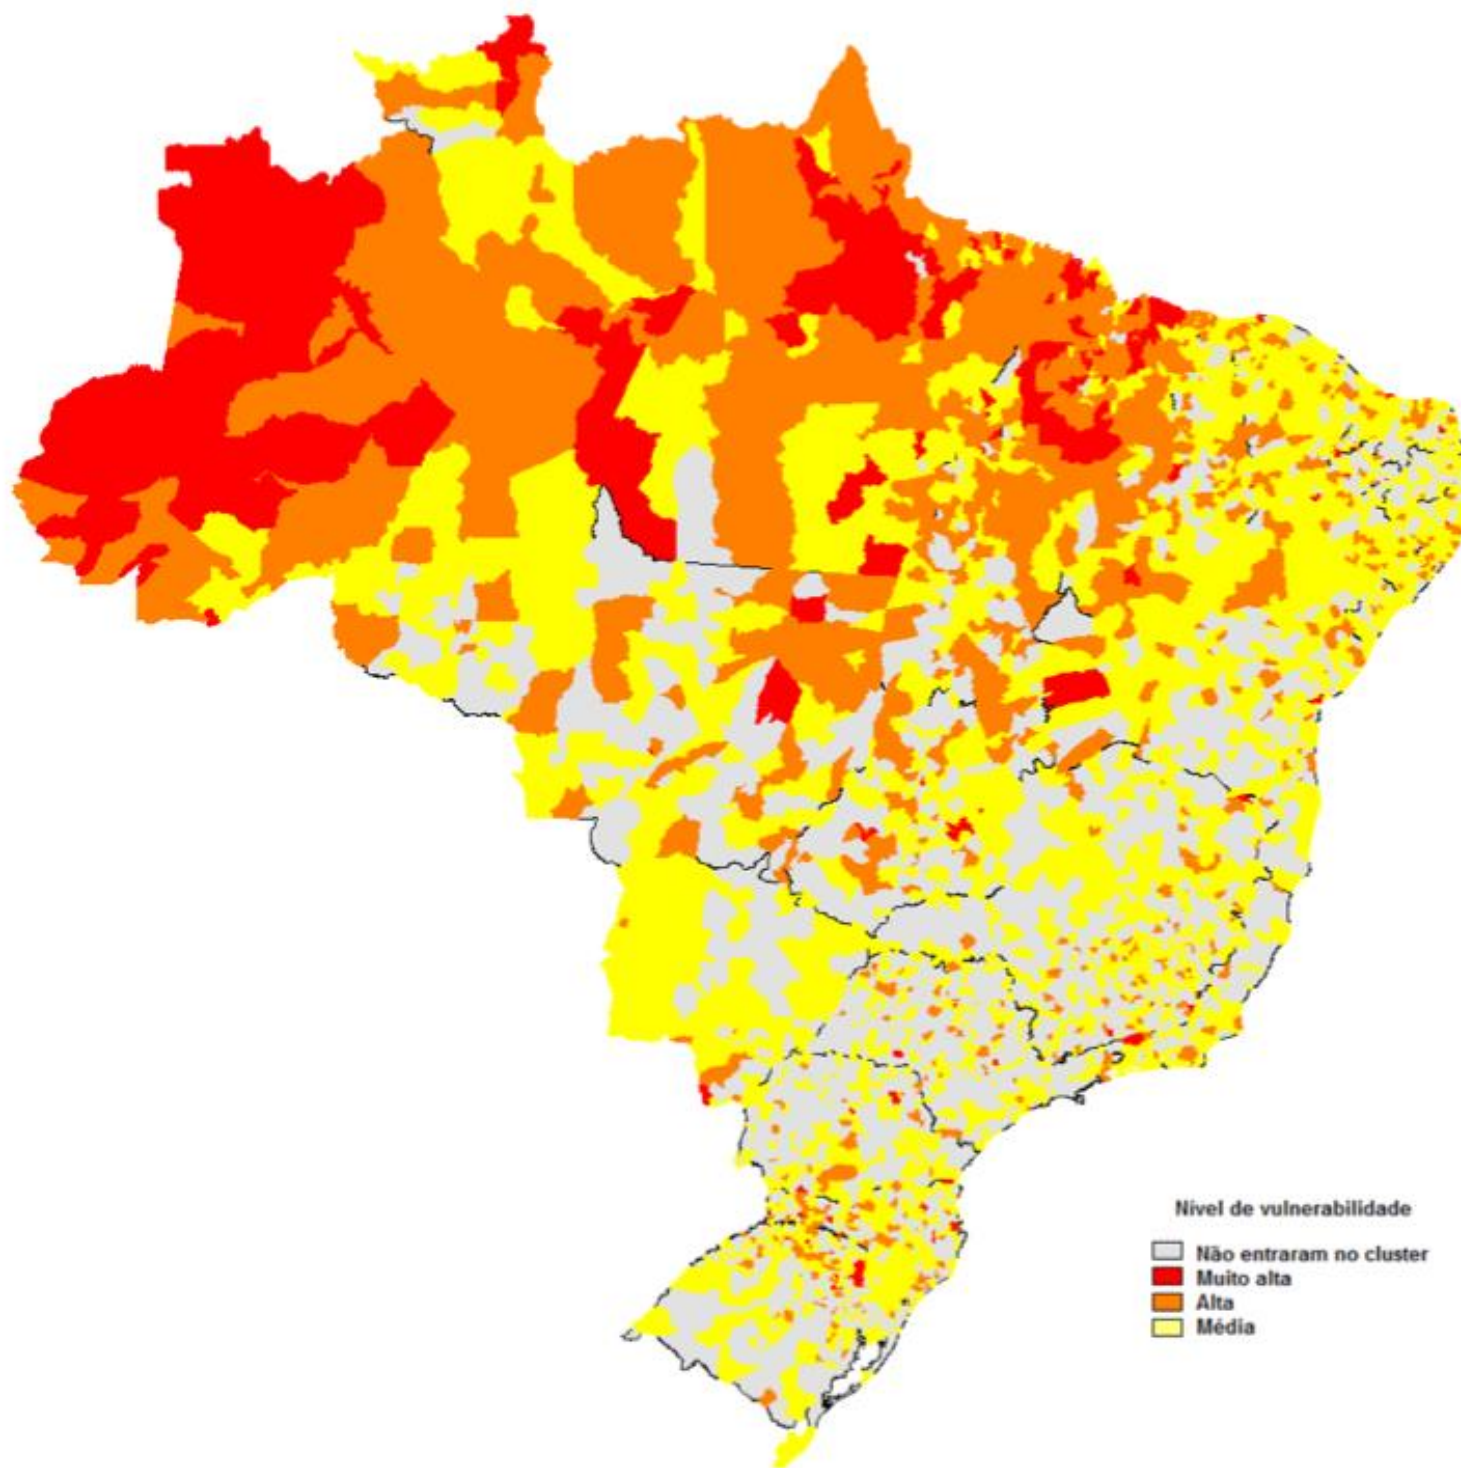 Nível de vulnerabilidade
Não entraram no cluster
Muito alta
Alta
Média